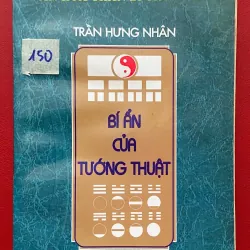 TRẦN HƯNG NHÂN
150
BÍ ẨN
CỦA
TƯỚNG THUẬT